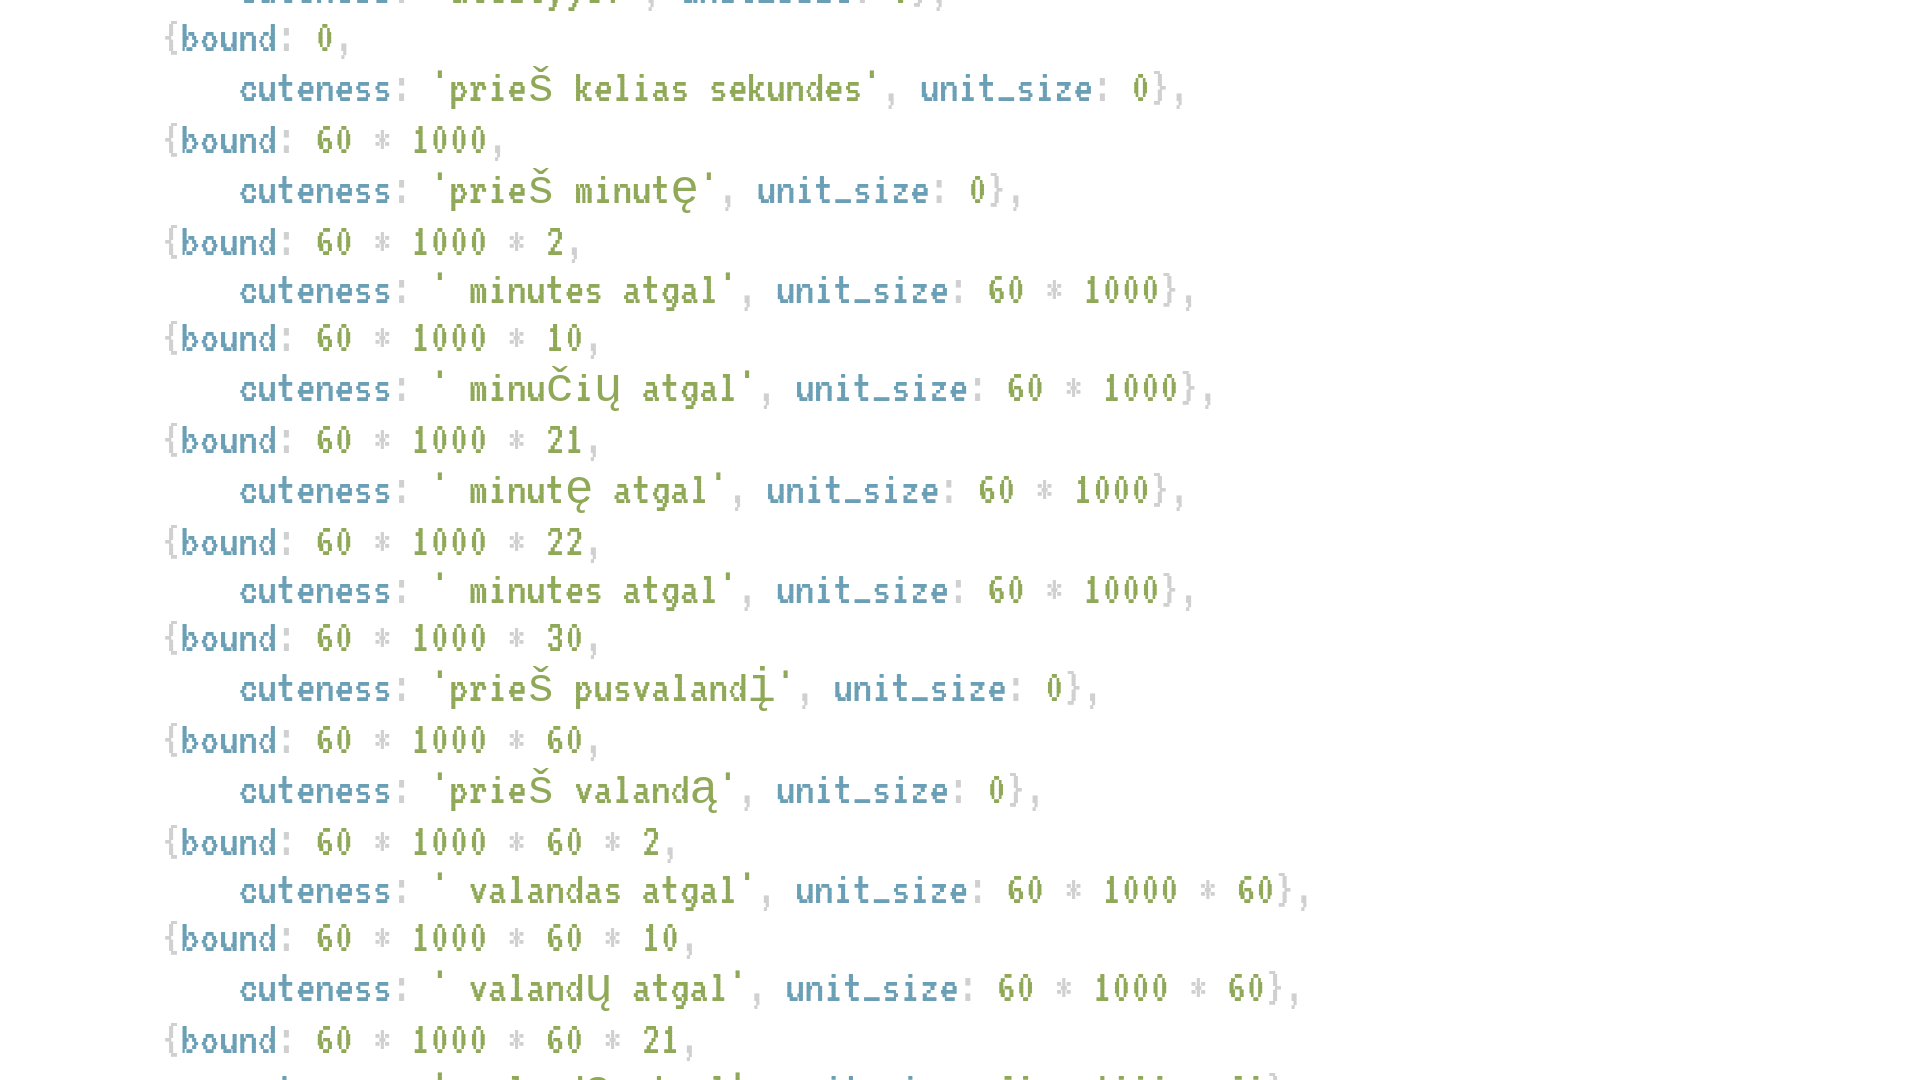 {bound: 0,
cuteness: 'prieš kelias sekundes', unit_size: 0},
{bound: 60 * 1000,
cuteness: 'prieš minutę', unit_size: 0},
{bound: 60 * 1000 * 2,
cuteness: ' minutes atgal', unit_size: 60 * 1000},
{bound: 60 * 1000 * 10,
cuteness: ' minučių atgal', unit_size: 60 * 1000},
{bound: 60 * 1000 * 21,
cuteness: ' minutę atgal', unit_size: 60 * 1000},
{bound: 60 * 1000 * 22,
cuteness: ' minutes atgal', unit_size: 60 * 1000},
{bound: 60 * 1000 * 30,
cuteness: 'prieš pusvalandį', unit_size: 0},
{bound: 60 * 1000 * 60,
cuteness: 'prieš valandą', unit_size: 0},
{bound: 60 * 1000 * 60 * 2,
cuteness: ' valandas atgal', unit_size: 60 * 1000 * 60},
{bound: 60 * 1000 * 60 * 10,
cuteness: ' valandų atgal', unit_size: 60 * 1000 * 60},
{bound: 60 * 1000 * 60 * 21,